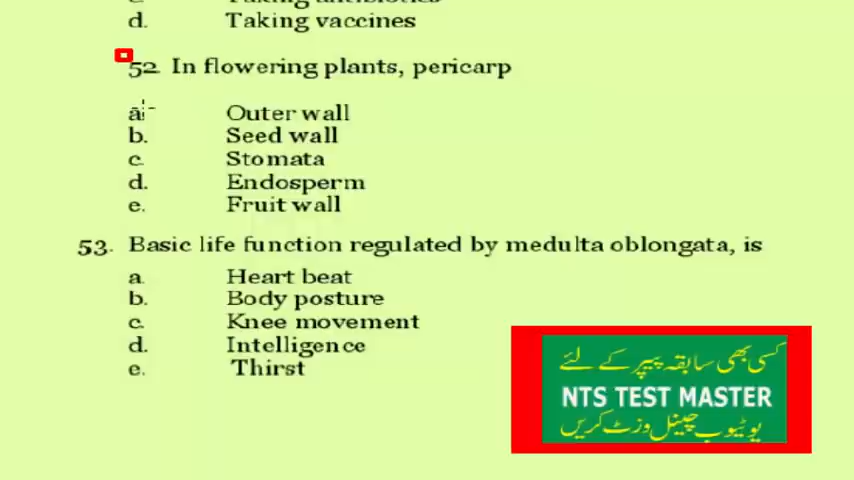 d. Taking vaccines
52. In flowering plants, pericarp
a. Outer wall
b. Seed wall
c. Stomata
d. Endosperm
e. Fruit wall
53. Basic life function regulated by medulta oblongata, is
a. Heart beat
b. Body posture
c. Knee movement
d. Intelligence
e. Thirst
کسی بھی سابقہ پیپر کے لئے
NTS TEST MASTER
یوٹیوب چینل وزٹ کریں